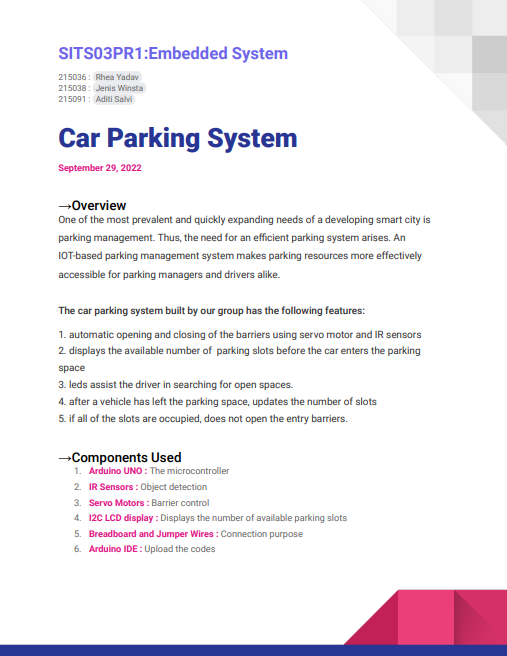 SITS03PR1:Embedded System
215036 : Rhea Yadav
215038 : Jenis Winsta
215091 : Aditi Salvi
Car Parking System
September 29, 2022
→Overview
One of the most prevalent and quickly expanding needs of a developing smart city is
parking management. Thus, the need for an efficient parking system arises. An
IOT-based parking management system makes parking resources more effectively
accessible for parking managers and drivers alike.
The car parking system built by our group has the following features:
1. automatic opening and closing of the barriers using servo motor and IR sensors
2. displays the available number of  parking slots before the car enters the parking
space
3. leds assist the driver in searching for open spaces.
4. after a vehicle has left the parking space, updates the number of slots
5. if all of the slots are occupied, does not open the entry barriers.
→Components Used
1. Arduino UNO : The microcontroller
2. IR Sensors : Object detection
3. Servo Motors : Barrier control
4. I2C LCD display : Displays the number of available parking slots
5. Breadboard and Jumper Wires : Connection purpose
6. Arduino IDE : Upload the codes